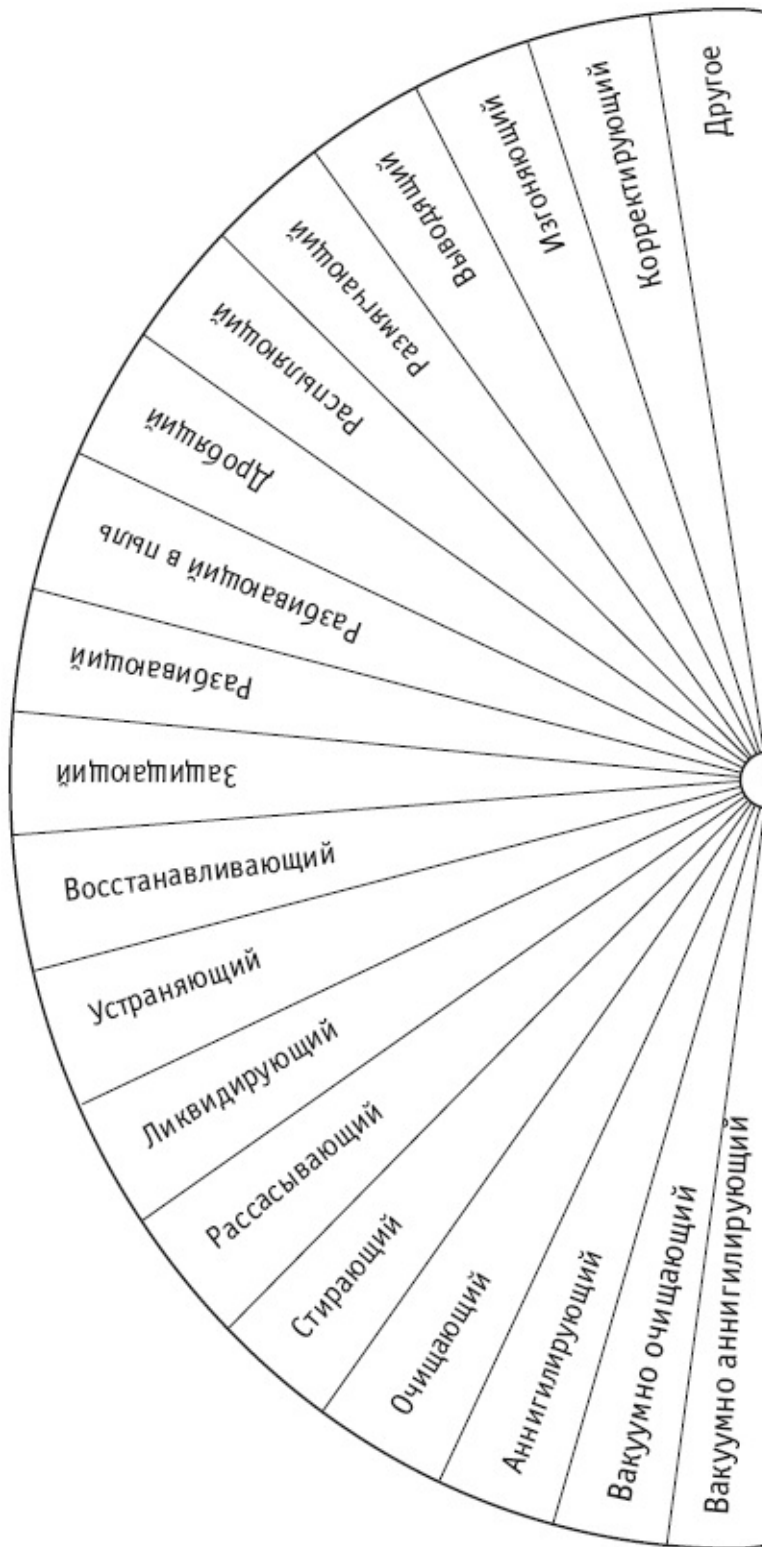 Другое
Корректирующий
Изгоняющий
Выводящий
Размягчающий
Распыляющий
Дробящий
Разбивающий в пыль
Разбивающий
Защищающий
Восстанавливающий
Устраняющий
Ликвидирующий
Рассасывающий
Стирающий
Очищающий
Аннигилирующий
Вакуумно очищающий
Вакуумно аннигилирующий